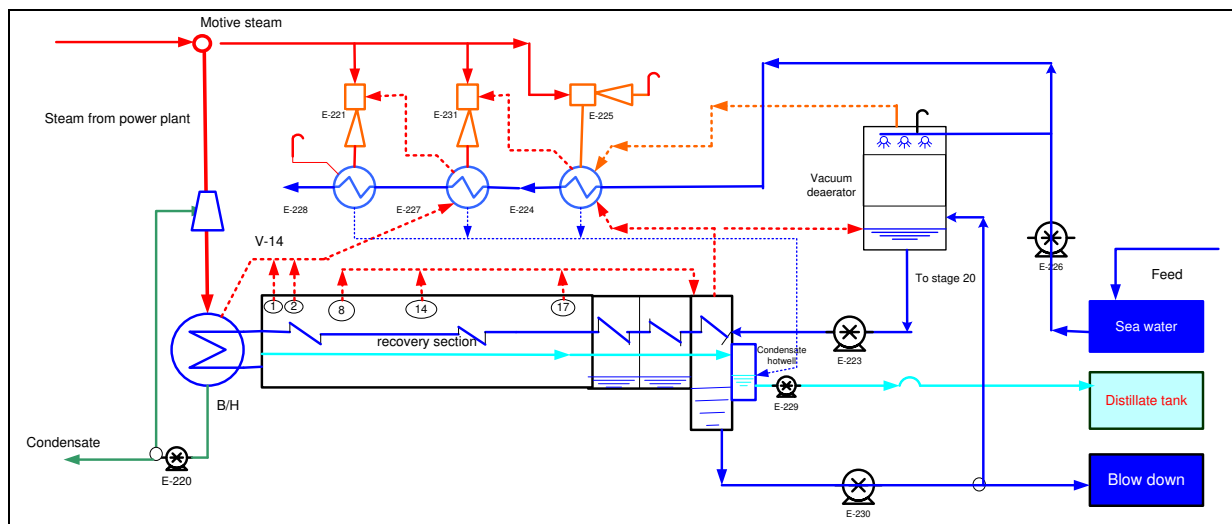 Motive steam
Steam from power plant
E-221
E-231
E-225
Vacuum
deaerator
E-228
E-227
E-224
E-226
Feed
V-14
To stage 20
1
2
8
14
17
Sea water
recovery section
Condensate
hotwell
E-223
E-229
Distillate tank
B/H
Condensate
E-220
E-230
Blow down